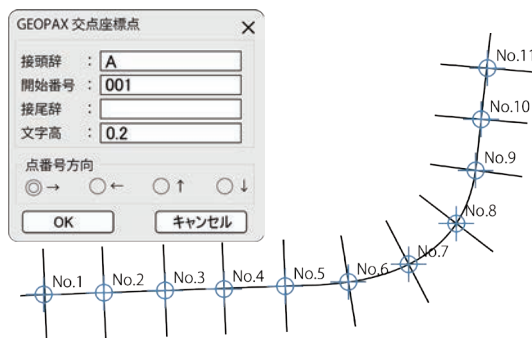 GEOPAX 交点座標点
接頭辞 : A
開始番号 : 001
接尾辞 :
文字高 : 0.2
点番号方向
→ ← ↑ ↓
OK キャンセル
No.1
No.2
No.3
No.4
No.5
No.6
No.7
No.8
No.9
No.10
No.11